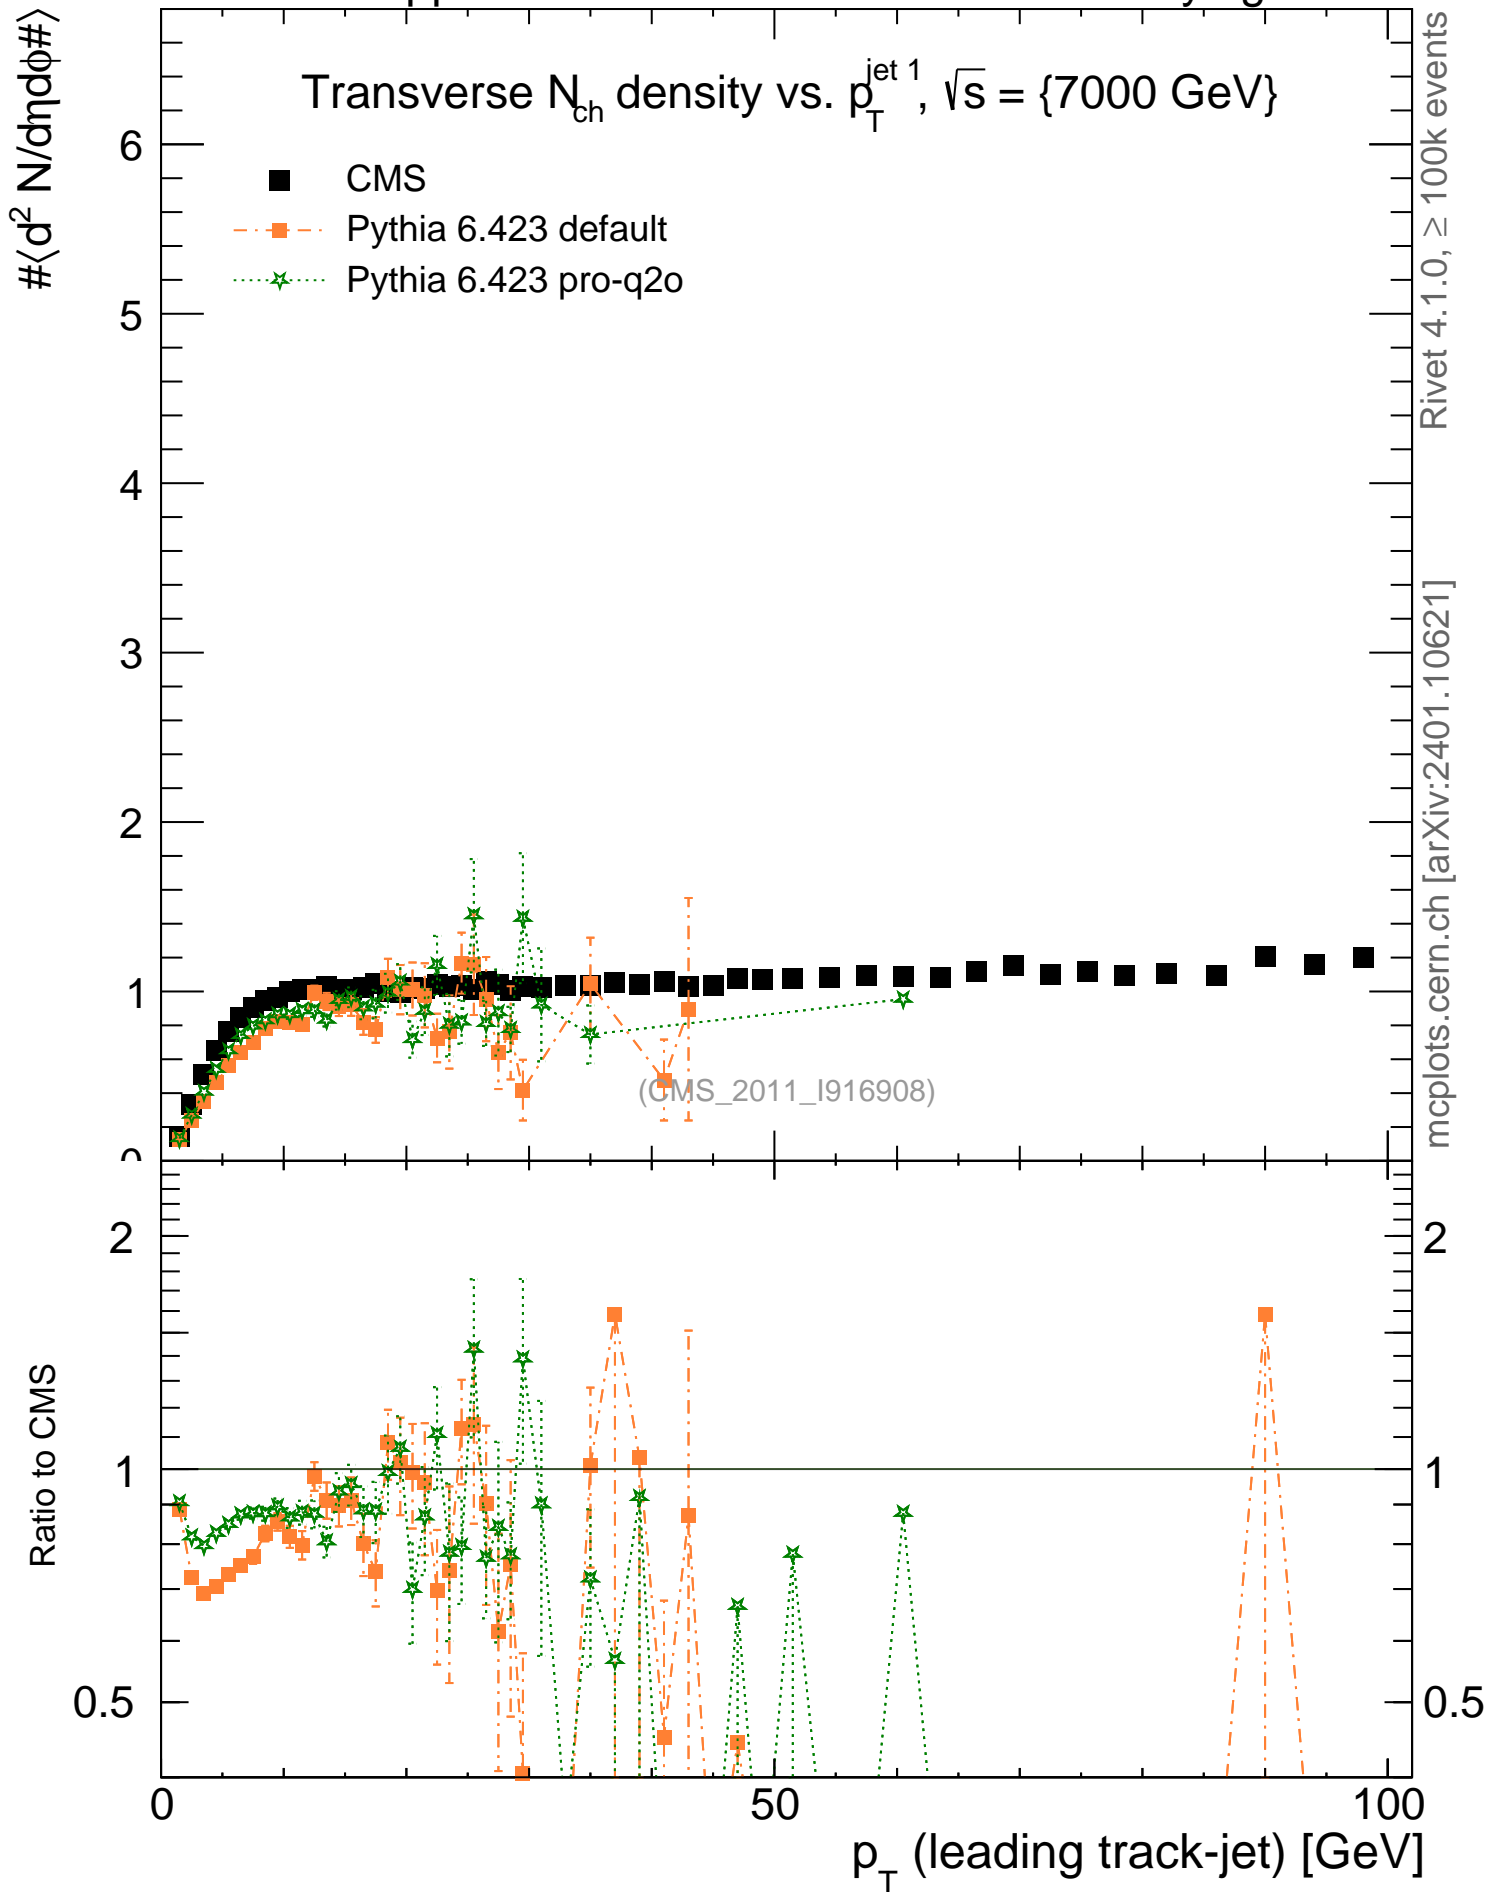 #⟨d² N/dηdϕ#⟩
Transverse N_ch density vs. p_T^jet 1, √s = {7000 GeV}
CMS
Pythia 6.423 default
Pythia 6.423 pro-q2o
6
5
4
3
2
1
0
(CMS_2011_I916908)
Rivet 4.1.0, ≥ 100k events
mcplots.cern.ch [arXiv:2401.10621]
Ratio to CMS
2
1
0.5
2
1
0.5
0
50
100
p_T (leading track-jet) [GeV]